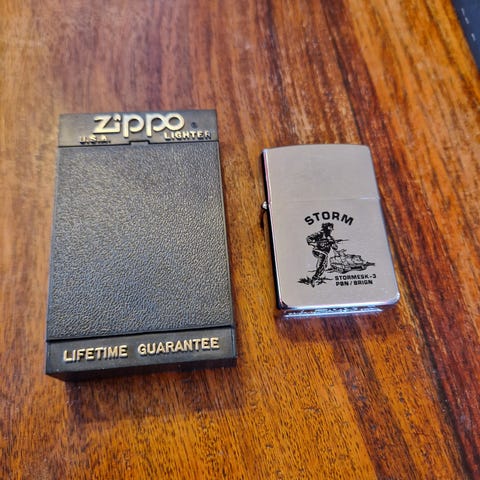 Zippo
U.S.A. LIGHTER
LIFETIME GUARANTEE
STORM
STORMESK-3
PBN/BRIGN